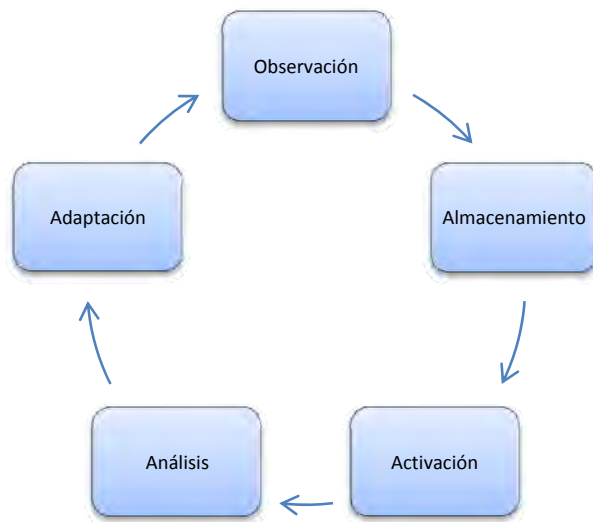 Observación
Almacenamiento
Activación
Análisis
Adaptación